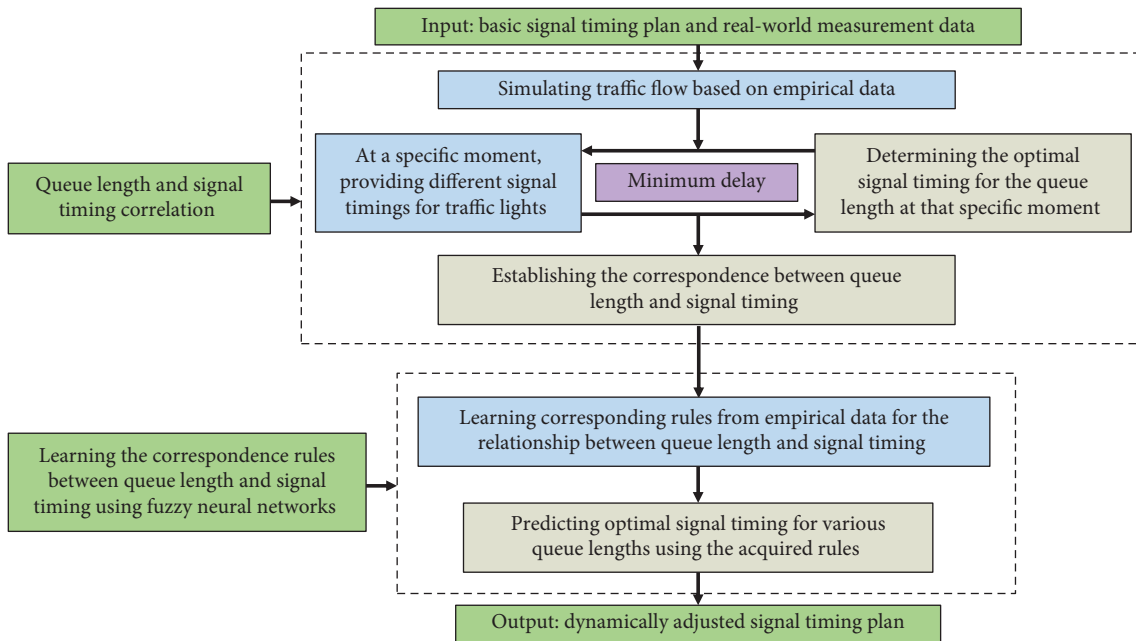 Input: basic signal timing plan and real-world measurement data
Simulating traffic flow based on empirical data
Queue length and signal
timing correlation
At a specific moment,
providing different signal
timings for traffic lights
Minimum delay
Determining the optimal
signal timing for the queue
length at that specific moment
Establishing the correspondence between queue
length and signal timing
Learning the correspondence rules
between queue length and signal
timing using fuzzy neural networks
Learning corresponding rules from empirical data for the
relationship between queue length and signal timing
Predicting optimal signal timing for various
queue lengths using the acquired rules
Output: dynamically adjusted signal timing plan